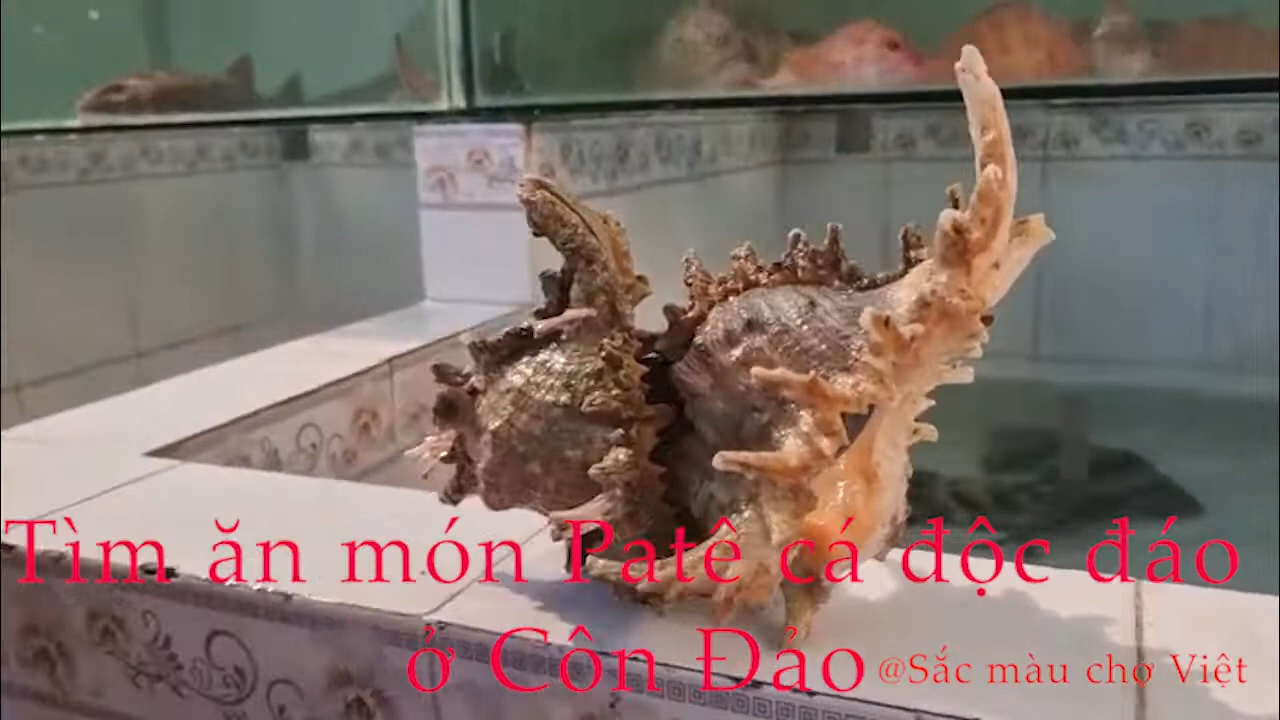 Tìm ăn món Patê cá độc đáo
ở Côn Đảo @Sắc màu chợ Việt